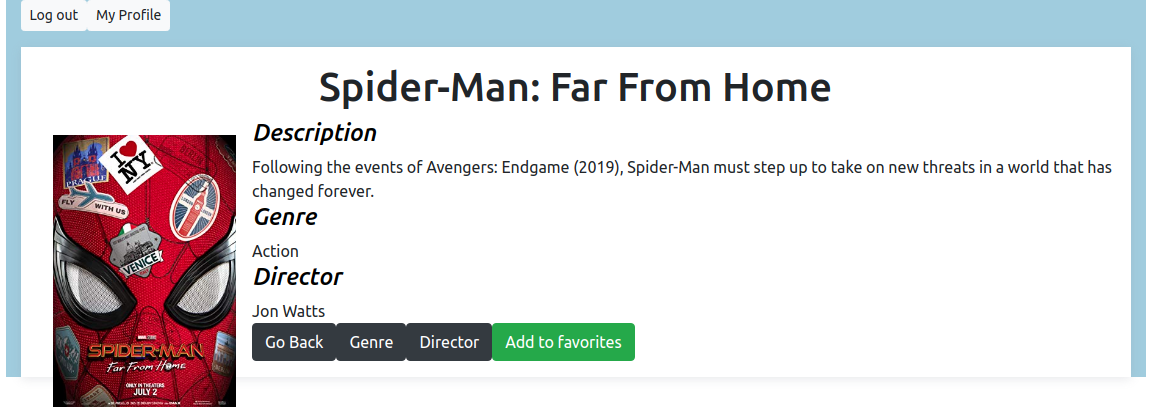 Log out My Profile
Spider-Man: Far From Home
Description
Following the events of Avengers: Endgame (2019), Spider-Man must step up to take on new threats in a world that has
changed forever.
Genre
Action
Director
Jon Watts
Go Back Genre Director Add to favorites
I ♥
NY
PRAGUE
FLY WITH US
VENICE
SPIDER-MAN
Far From Home
ONLY IN THEATERS
JULY 2